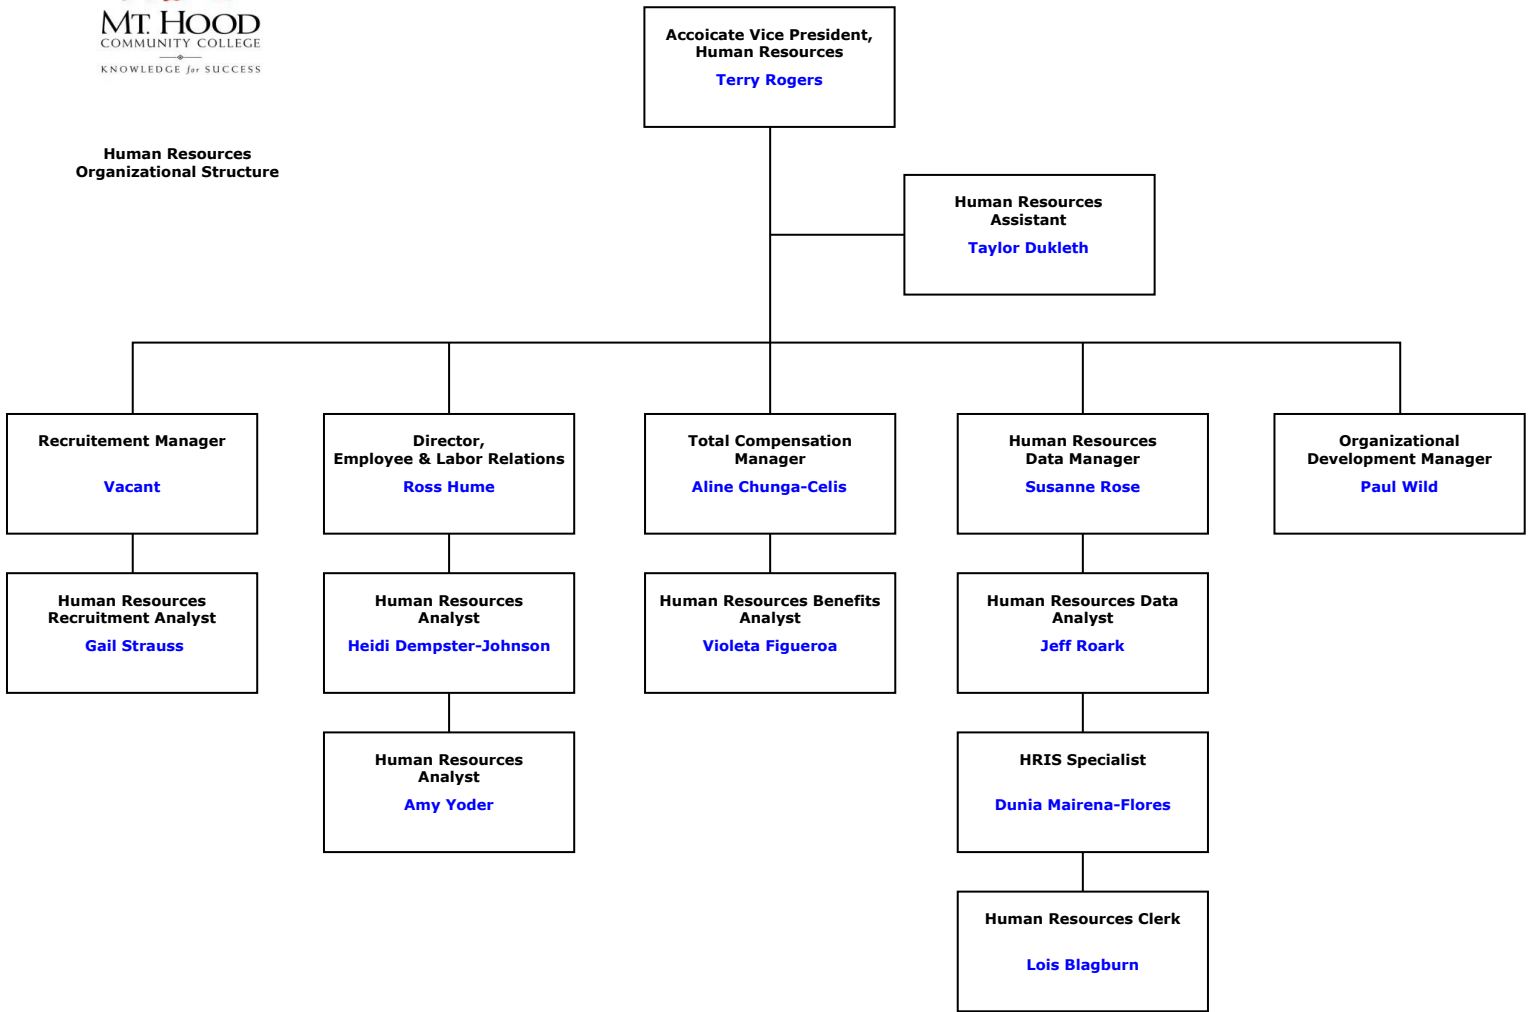 MT. HOOD
COMMUNITY COLLEGE
KNOWLEDGE for SUCCESS
Human Resources
Organizational Structure
Accoicate Vice President,
Human Resources
Terry Rogers
Human Resources
Assistant
Taylor Dukleth
Recruitement Manager
Vacant
Director,
Employee & Labor Relations
Ross Hume
Total Compensation
Manager
Aline Chunga-Celis
Human Resources
Data Manager
Susanne Rose
Organizational
Development Manager
Paul Wild
Human Resources
Recruitment Analyst
Gail Strauss
Human Resources
Analyst
Heidi Dempster-Johnson
Human Resources Benefits
Analyst
Violeta Figueroa
Human Resources Data
Analyst
Jeff Roark
Human Resources
Analyst
Amy Yoder
HRIS Specialist
Dunia Mairena-Flores
Human Resources Clerk
Lois Blagburn